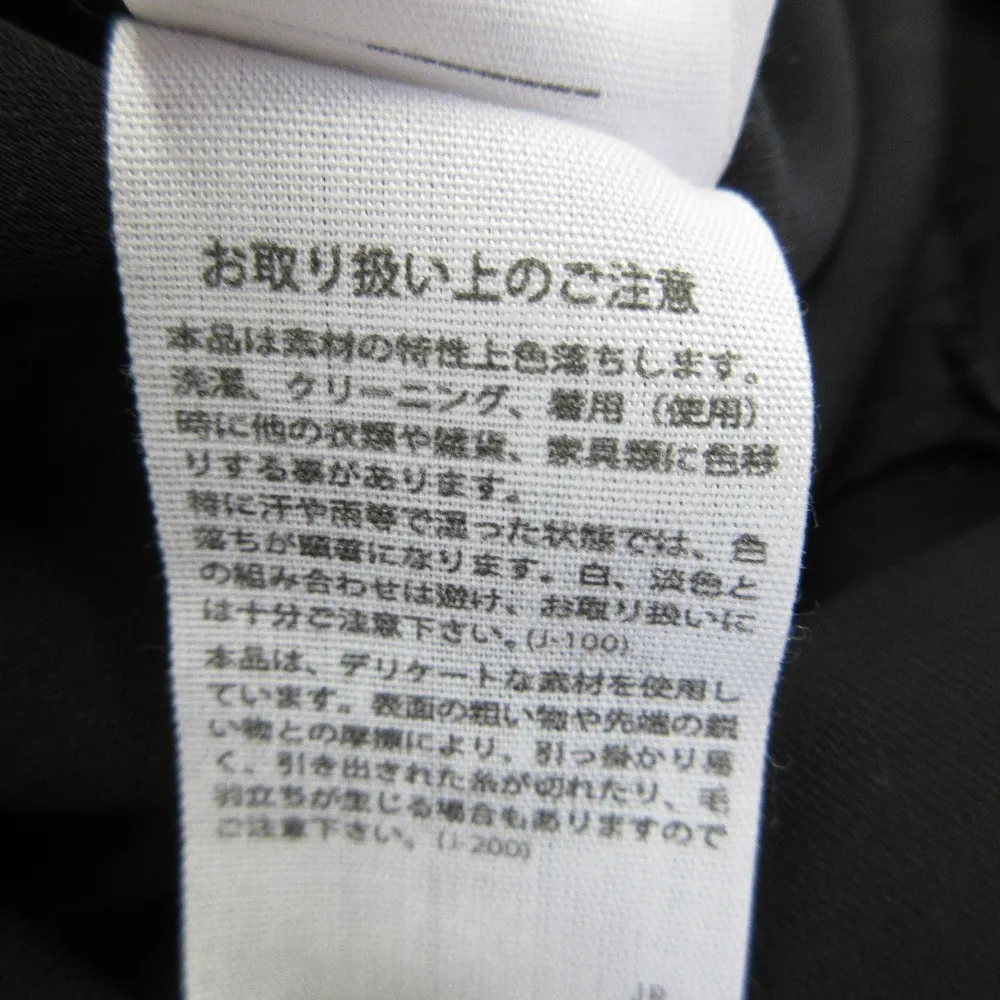 お取り扱い上のご注意
本品は素材の特性上色落ちします。
洗濯、クリーニング、着用（使用）
時に他の衣類や雑貨、家具類に色移
りする事があります。
特に汗や雨等で湿った状態では、色
落ちが顕著になります。白、淡色と
の組み合わせは避け、お取り扱いに
は十分ご注意下さい。(J-100)
本品は、デリケートな素材を使用し
ています。表面の粗い物や先端の鋭
い物との摩擦により、引っ掛かり易
く、引き出された糸が切れたり、毛
羽立ちが生じる場合もありますので
ご注意下さい。(J-200)
JR